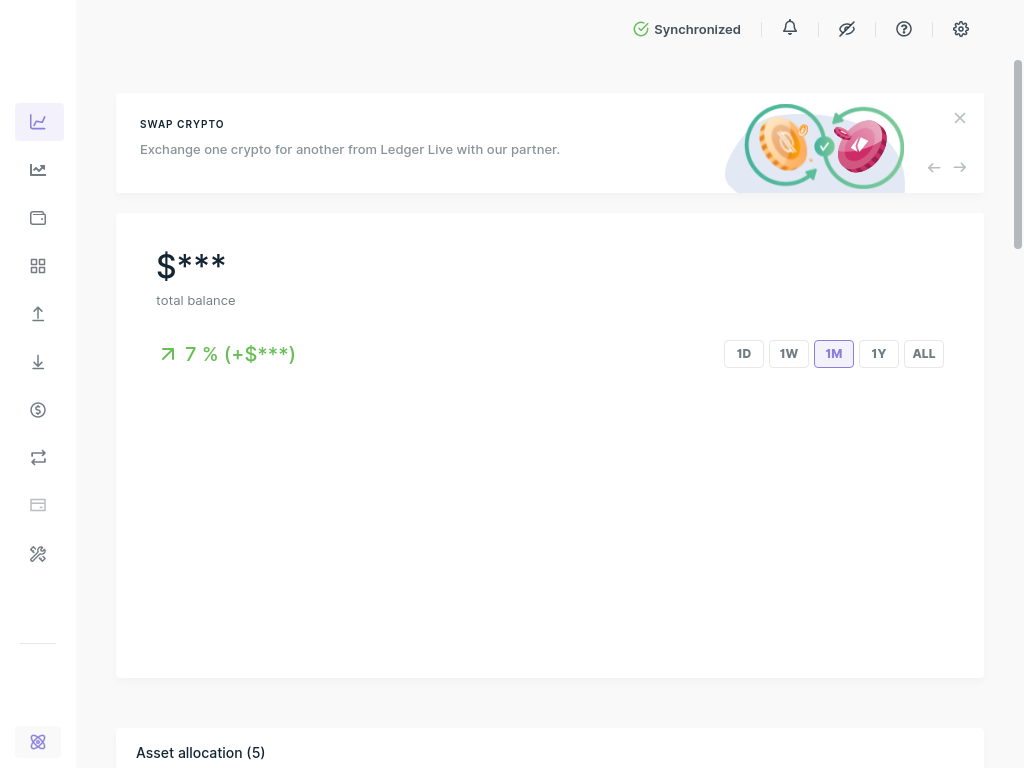 Synchronized
SWAP CRYPTO
Exchange one crypto for another from Ledger Live with our partner.
$***
total balance
7 % (+$***)
1D 1W 1M 1Y ALL
Asset allocation (5)